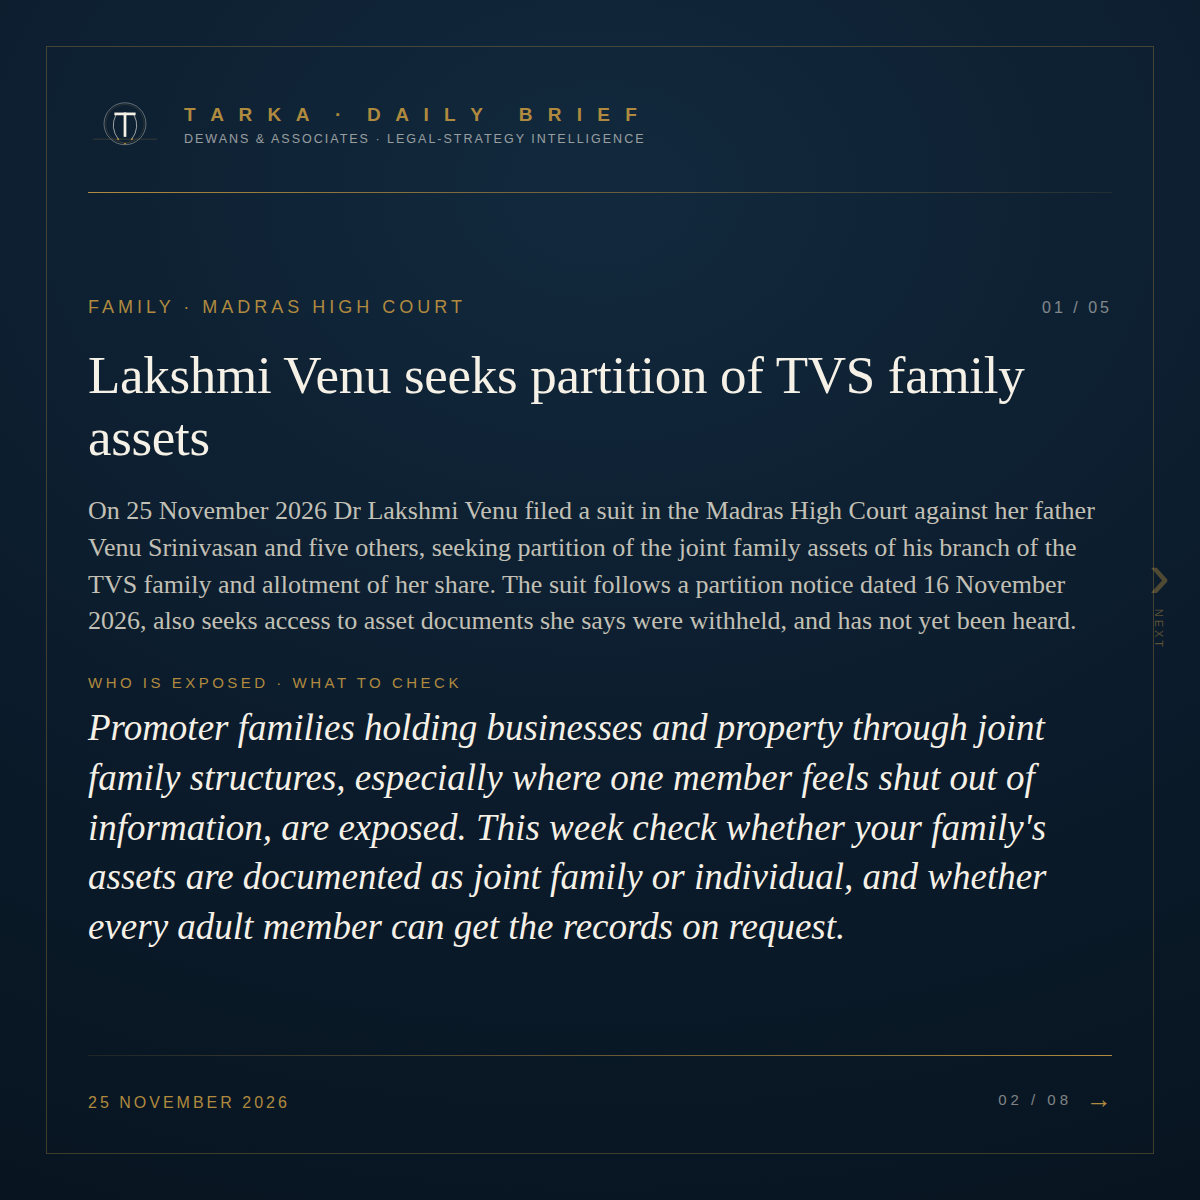 T
TARKA · DAILY BRIEF
DEWANS & ASSOCIATES · LEGAL-STRATEGY INTELLIGENCE
FAMILY · MADRAS HIGH COURT
01 / 05
Lakshmi Venu seeks partition of TVS family
assets
On 25 November 2026 Dr Lakshmi Venu filed a suit in the Madras High Court against her father
Venu Srinivasan and five others, seeking partition of the joint family assets of his branch of the
TVS family and allotment of her share. The suit follows a partition notice dated 16 November
2026, also seeks access to asset documents she says were withheld, and has not yet been heard.
NEXT
WHO IS EXPOSED · WHAT TO CHECK
Promoter families holding businesses and property through joint
family structures, especially where one member feels shut out of
information, are exposed. This week check whether your family's
assets are documented as joint family or individual, and whether
every adult member can get the records on request.
25 NOVEMBER 2026
02 / 08 →